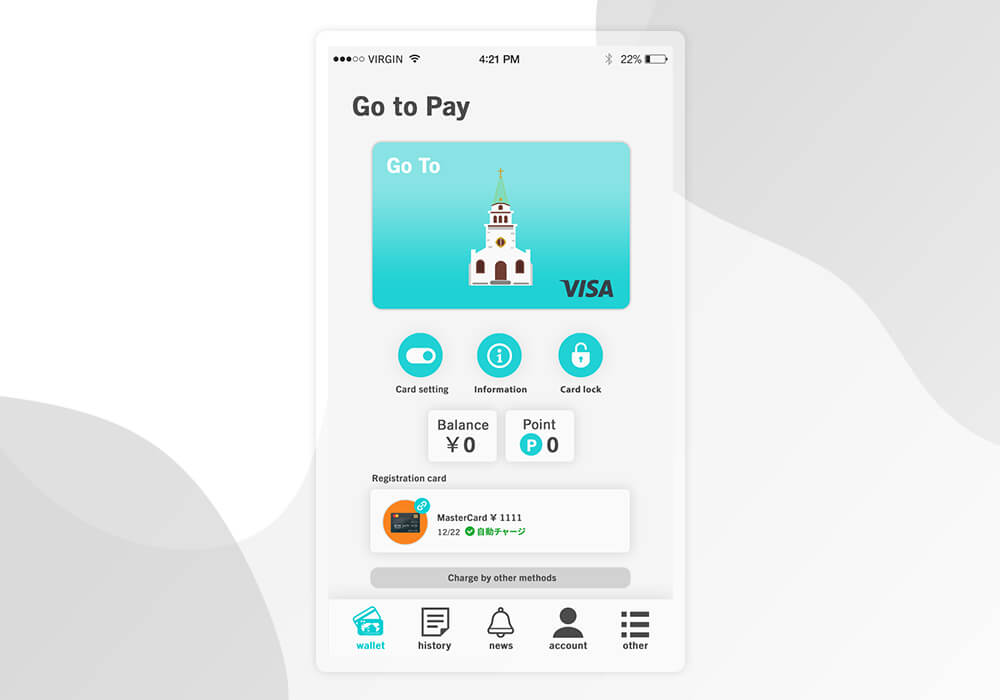 VIRGIN 4:21 PM 22%
Go to Pay
Go To
VISA
Card setting Information Card lock
Balance Point
¥0 P 0
Registration card
MasterCard ¥ 1111
12/22 自動チャージ
Charge by other methods
wallet history news account other